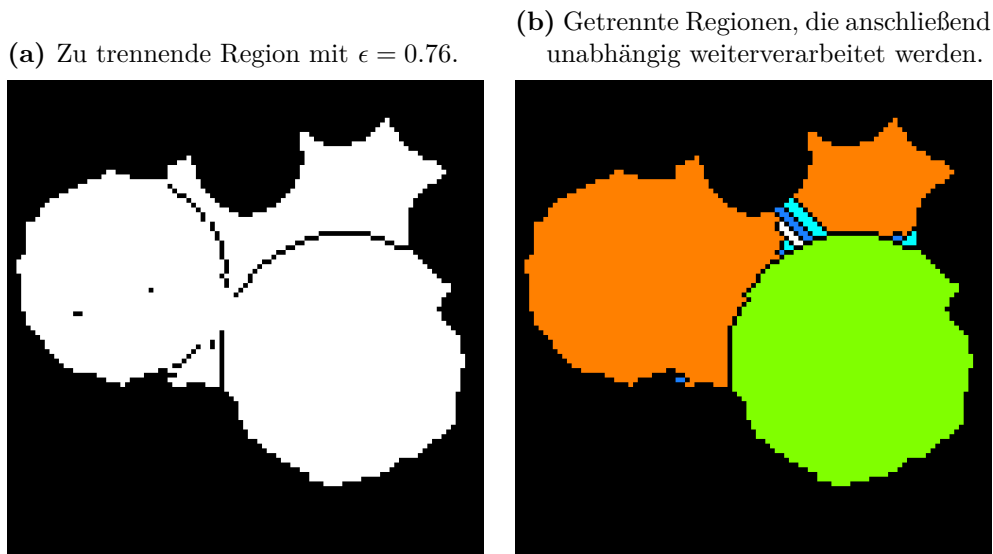 (a) Zu trennende Region mit ϵ = 0.76.
(b) Getrennte Regionen, die anschließend
unabhängig weiterverarbeitet werden.